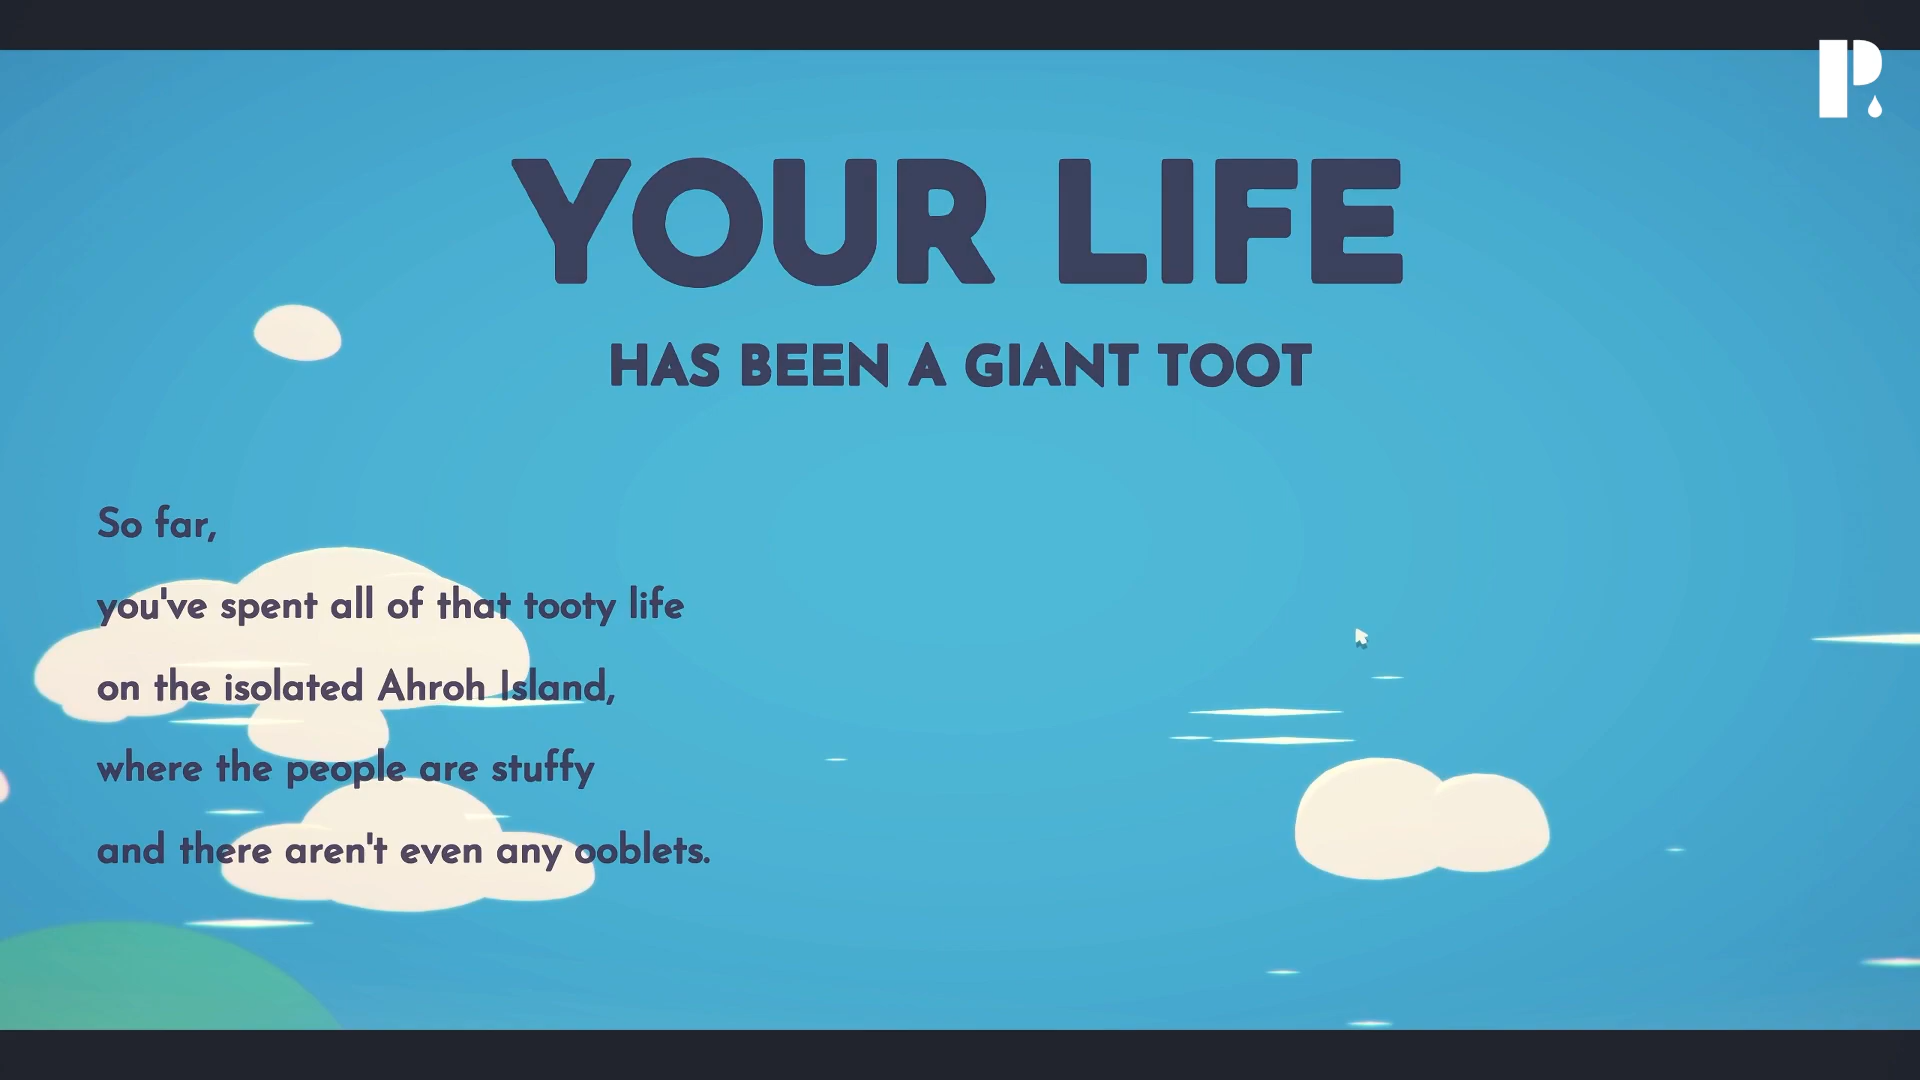 P.
YOUR LIFE
HAS BEEN A GIANT TOOT
So far,
you've spent all of that tooty life
on the isolated Ahroh Island,
where the people are stuffy
and there aren't even any ooblets.